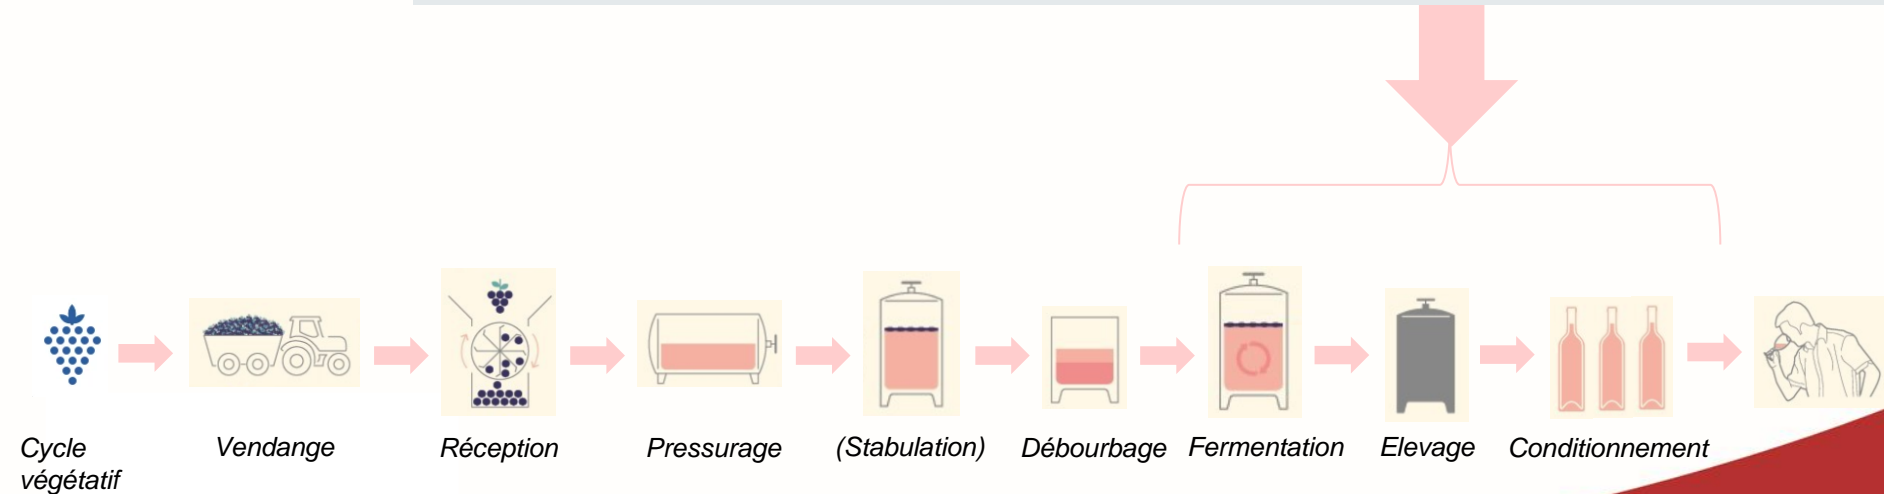 Cycle
végétatif
Vendange
Réception
Pressurage
(Stabulation)
Débourbage
Fermentation
Elevage
Conditionnement